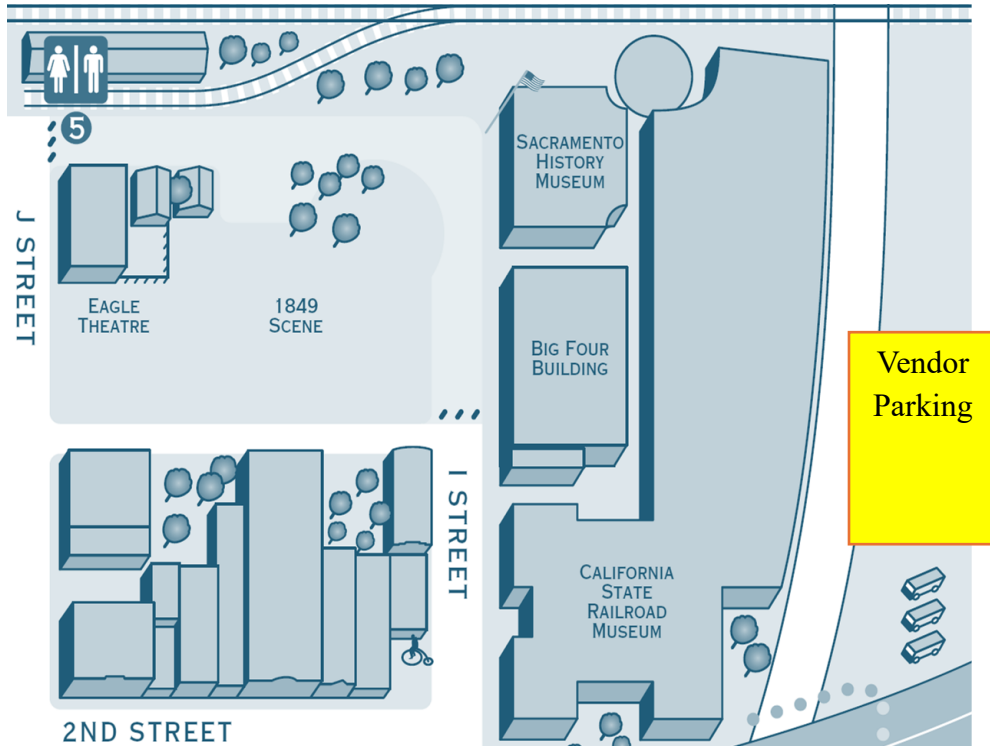 5
SACRAMENTO
HISTORY
MUSEUM
J STREET
EAGLE
THEATRE
1849
SCENE
BIG FOUR
BUILDING
Vendor
Parking
I STREET
CALIFORNIA
STATE
RAILROAD
MUSEUM
2ND STREET